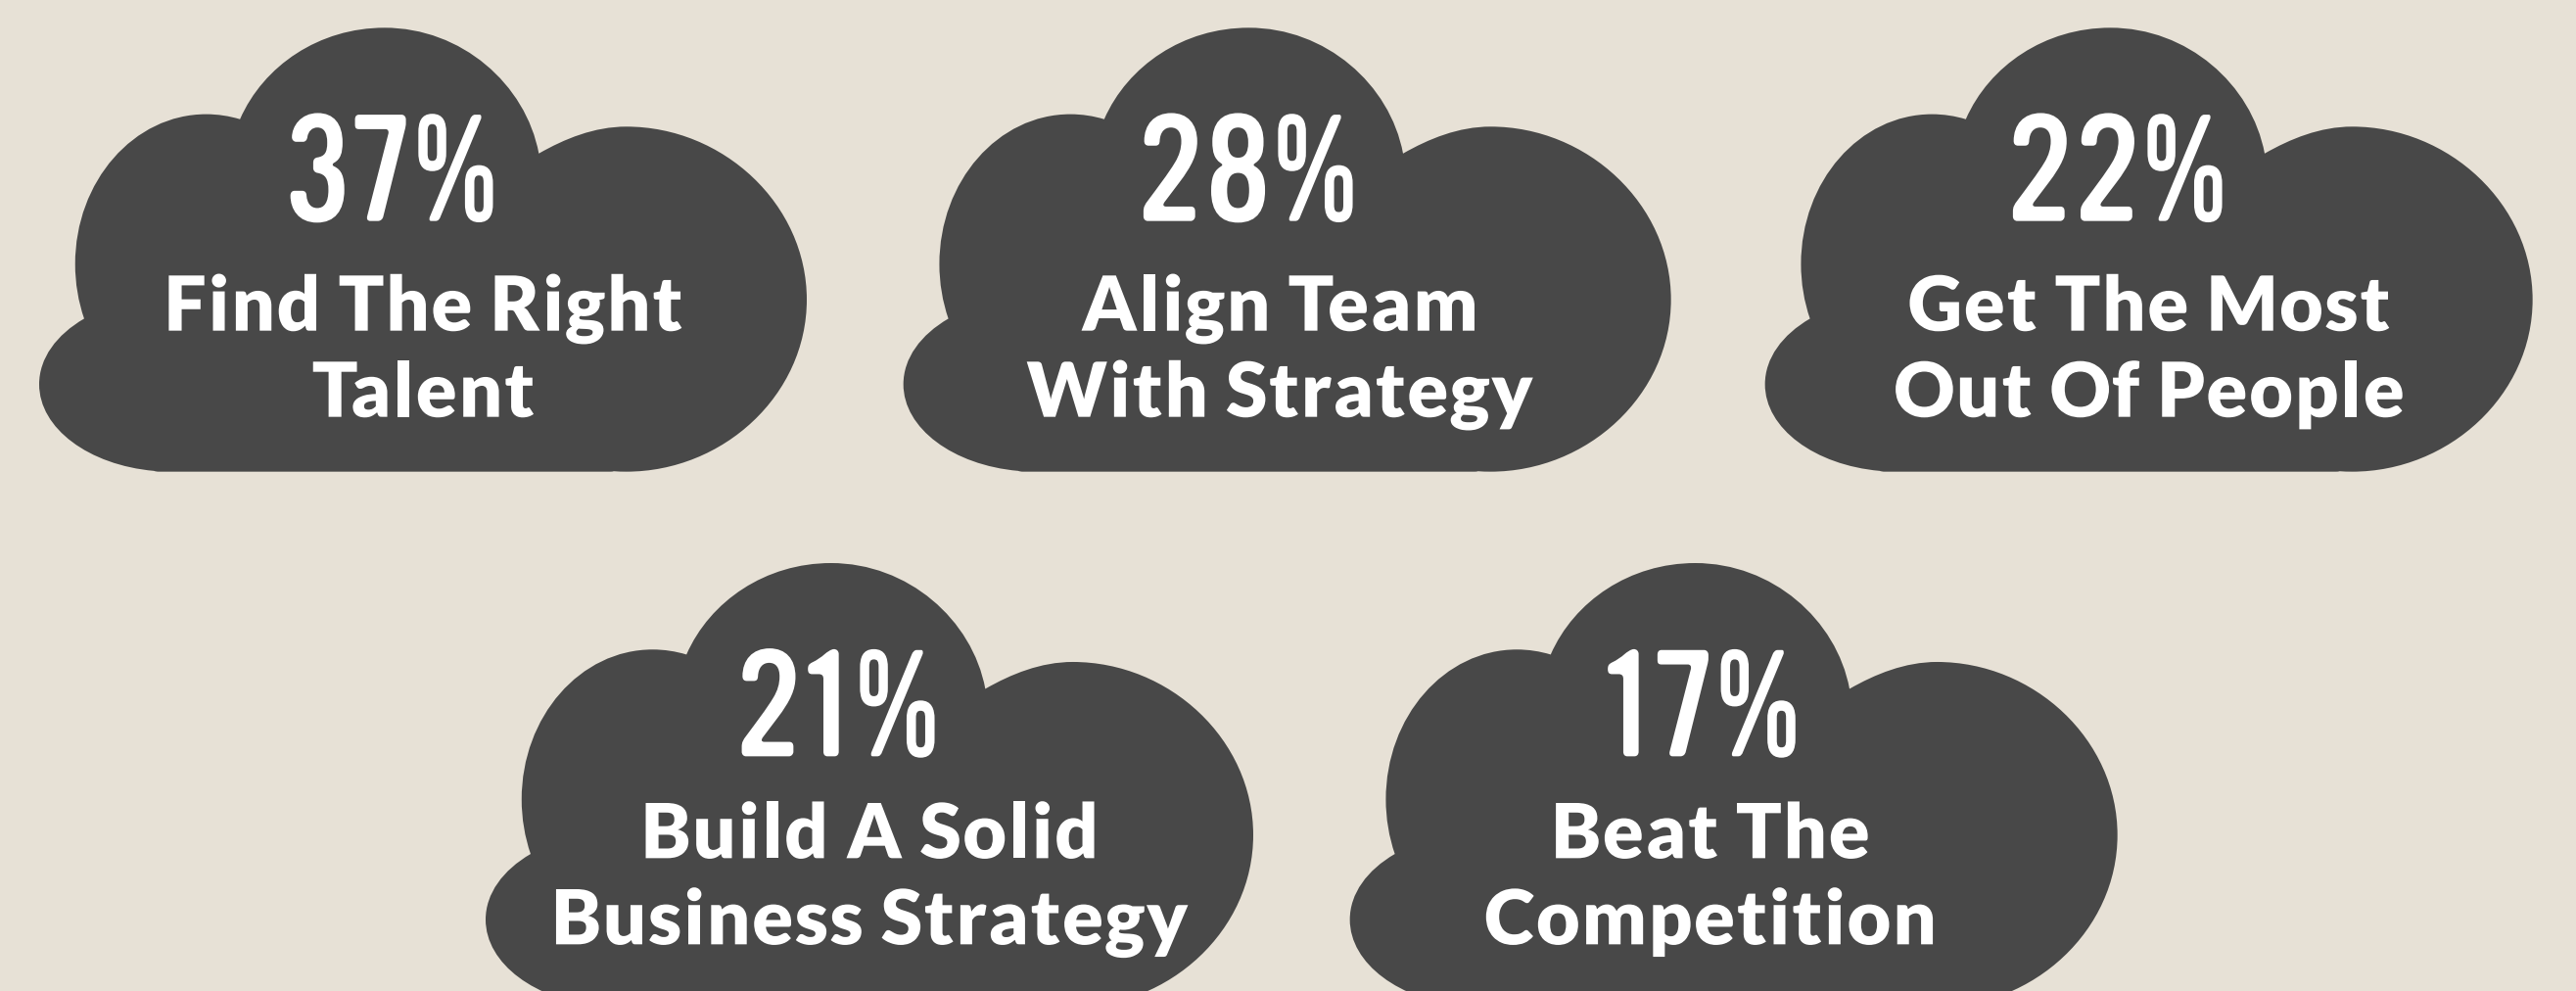 37%
Find The Right
Talent
28%
Align Team
With Strategy
22%
Get The Most
Out Of People
21%
Build A Solid
Business Strategy
17%
Beat The
Competition